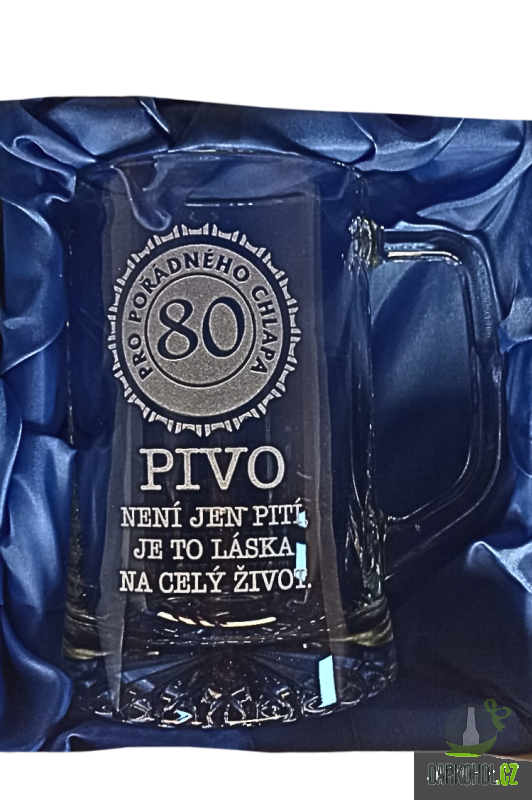 PRO POŘÁDNÉHO CHLAPA
80
PIVO
NENÍ JEN PITÍ,
JE TO LÁSKA
NA CELÝ ŽIVOT.
DARKOHOL.CZ